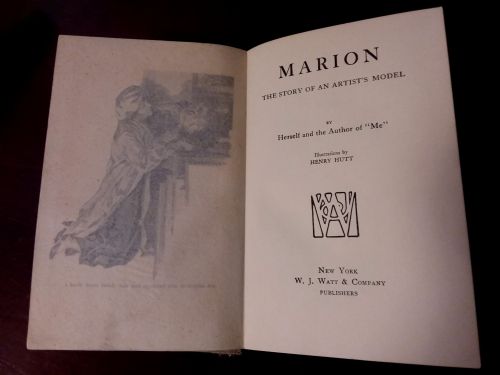 MARION
THE STORY OF AN ARTIST'S MODEL
BY
Herself and the Author of "Me"
Illustrations by
HENRY HUTT
NEW YORK
W. J. WATT & COMPANY
PUBLISHERS